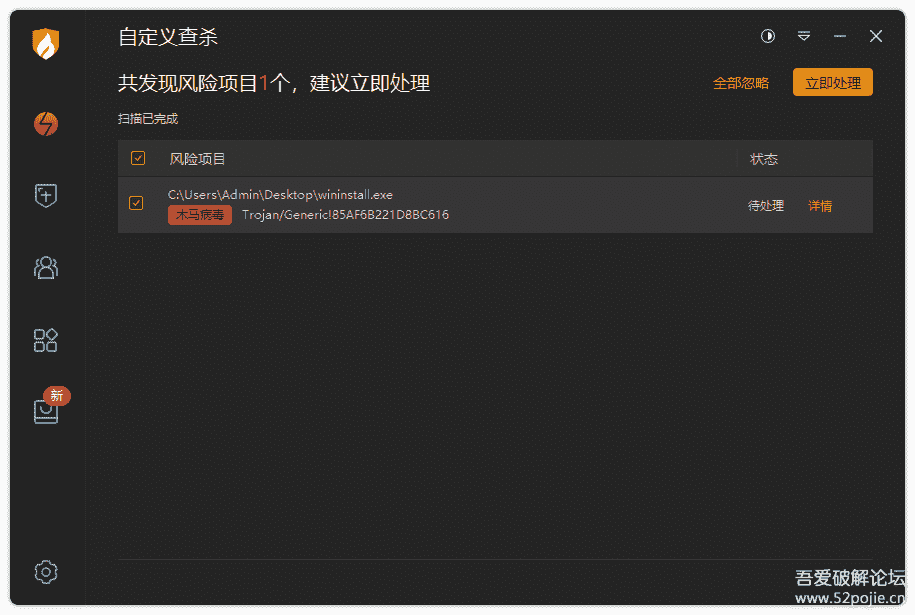 自定义查杀
共发现风险项目1个，建议立即处理
全部忽略
立即处理
扫描已完成
风险项目
状态
C:\Users\Admin\Desktop\wininstall.exe
木马病毒 Trojan/Generic!85AF6B221D8BC616
待处理
详情
新
吾爱破解论坛
www.52pojie.cn